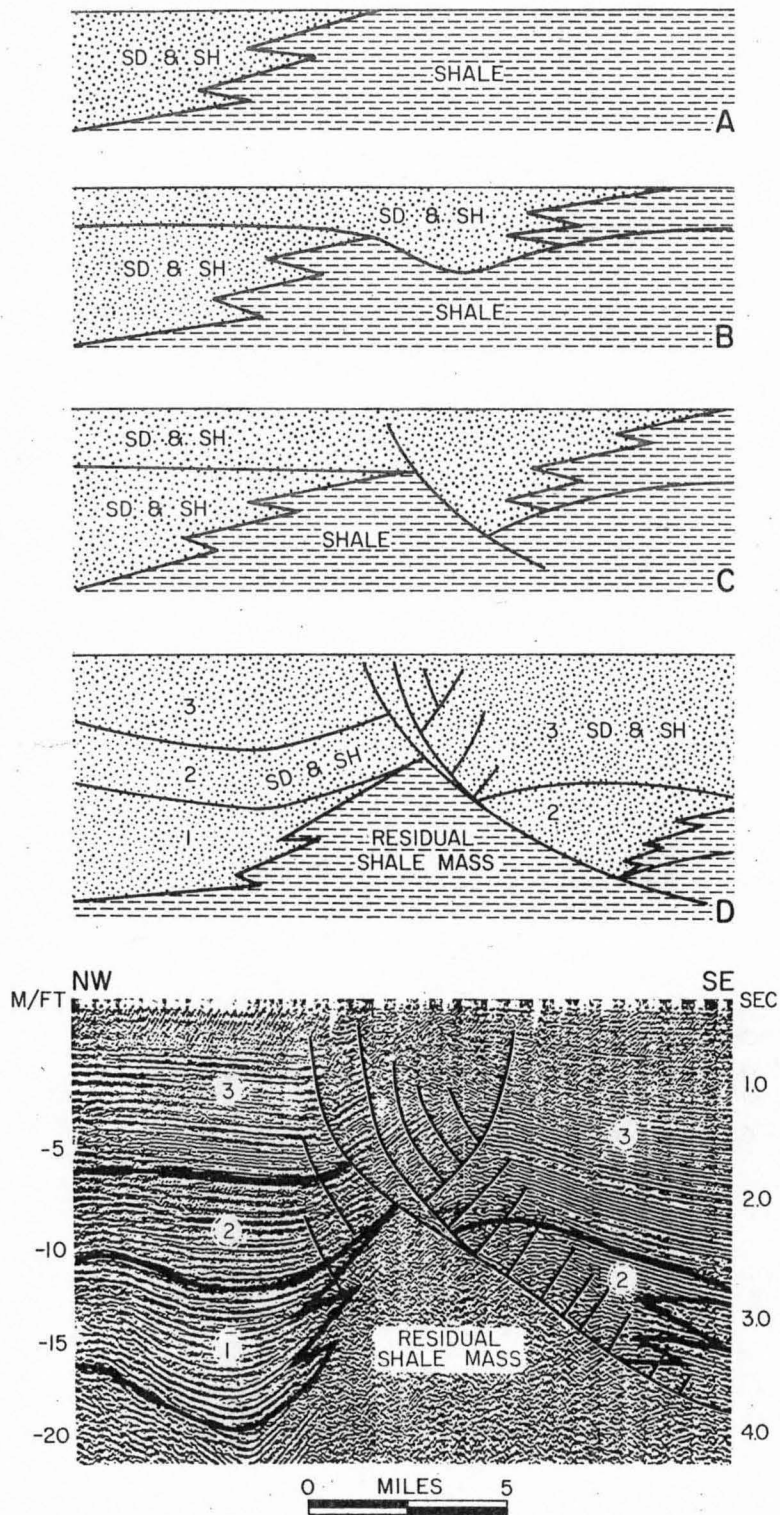 SD & SH
SHALE
A
SD & SH
SD & SH
SHALE
B
SD & SH
SD & SH
SHALE
C
3
2 SD & SH
1
3 SD & SH
2
RESIDUAL
SHALE MASS
D
NW SE
M/FT SEC
1.0
3
3
-5
2.0
2
-10
2
3.0
1
-15
RESIDUAL
SHALE MASS
-20
4.0
0 MILES 5